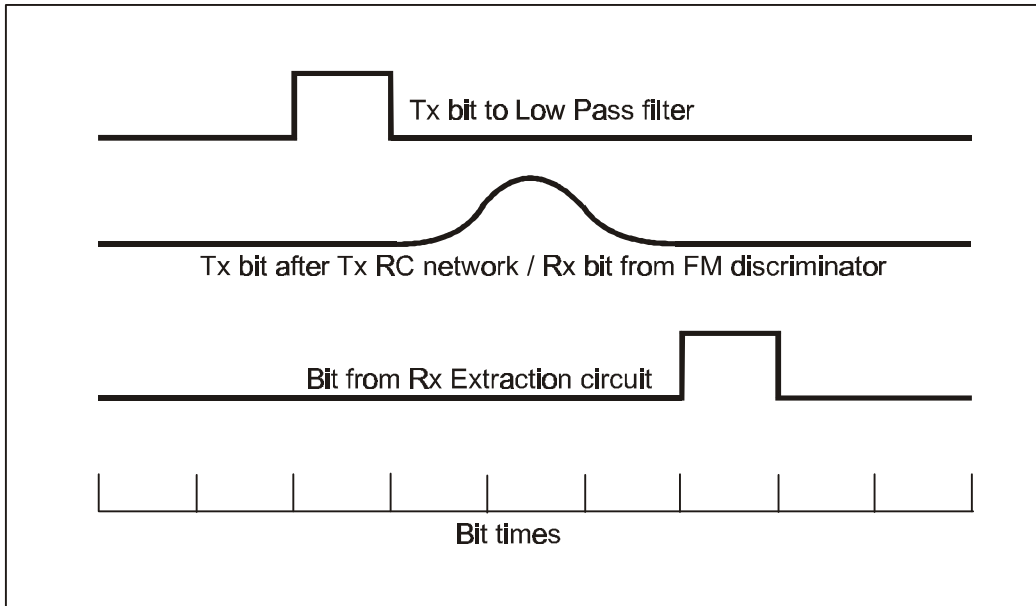 Tx bit to Low Pass filter
Tx bit after Tx RC network / Rx bit from FM discriminator
Bit from Rx Extraction circuit
Bit times